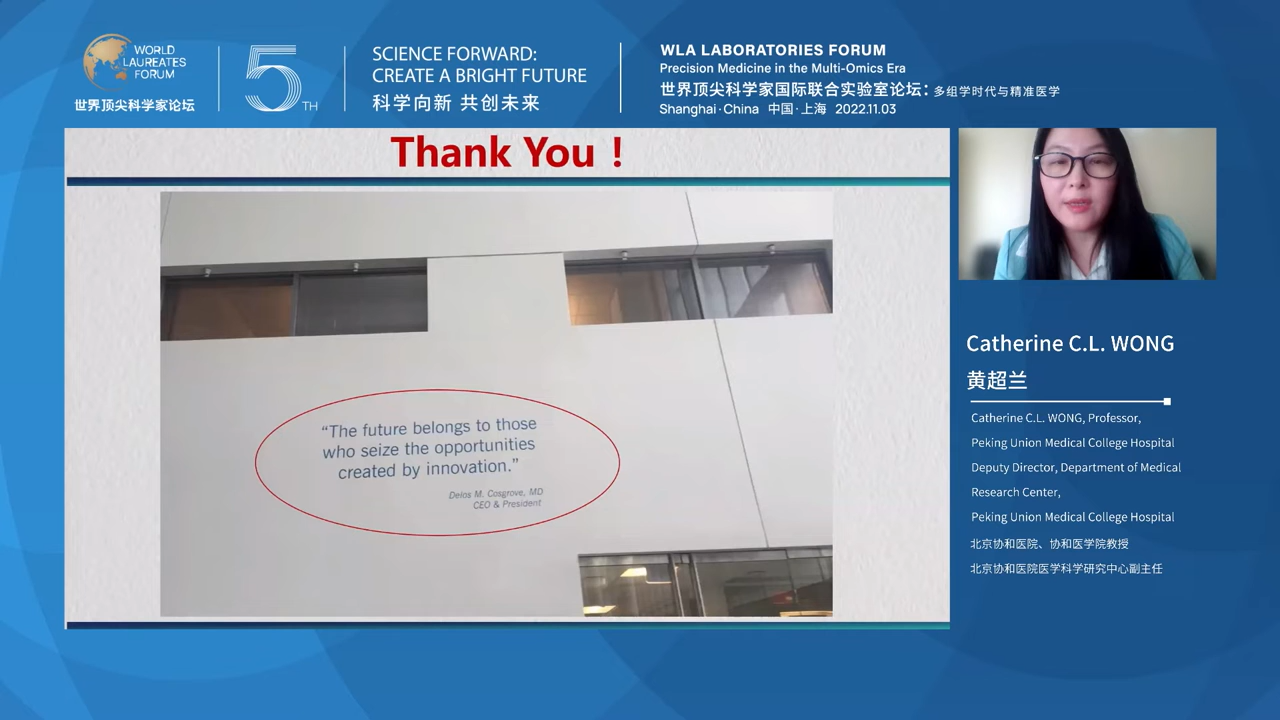 WORLD
LAUREATES
FORUM
世界顶尖科学家论坛
5TH
SCIENCE FORWARD:
CREATE A BRIGHT FUTURE
科学向新 共创未来
WLA LABORATORIES FORUM
Precision Medicine in the Multi-Omics Era
世界顶尖科学家国际联合实验室论坛：多组学时代与精准医学
Shanghai·China 中国·上海 2022.11.03
Thank You！
“The future belongs to those
who seize the opportunities
created by innovation.”
Delos M. Cosgrove, MD
CEO & President
Catherine C.L. WONG
黄超兰
Catherine C.L. WONG, Professor,
Peking Union Medical College Hospital
Deputy Director, Department of Medical
Research Center,
Peking Union Medical College Hospital
北京协和医院、协和医学院教授
北京协和医院医学科学研究中心副主任